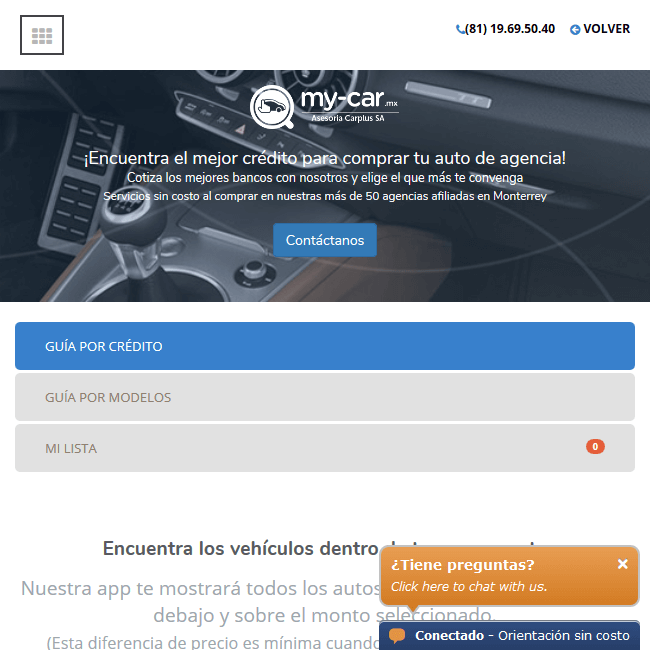 (81) 19.69.50.40 VOLVER
my-car.mx
Asesoría Carplus SA
¡Encuentra el mejor crédito para comprar tu auto de agencia!
Cotiza los mejores bancos con nosotros y elige el que más te convenga
Servicios sin costo al comprar en nuestras más de 50 agencias afiliadas en Monterrey
Contáctanos
GUÍA POR CRÉDITO
GUÍA POR MODELOS
MI LISTA 0
Encuentra los vehículos dentro
Nuestra app te mostrará todos los autos
debajo y sobre el monto seleccionado.
(Esta diferencia de precio es mínima cuando
¿Tiene preguntas?
Click here to chat with us.
Conectado - Orientación sin costo